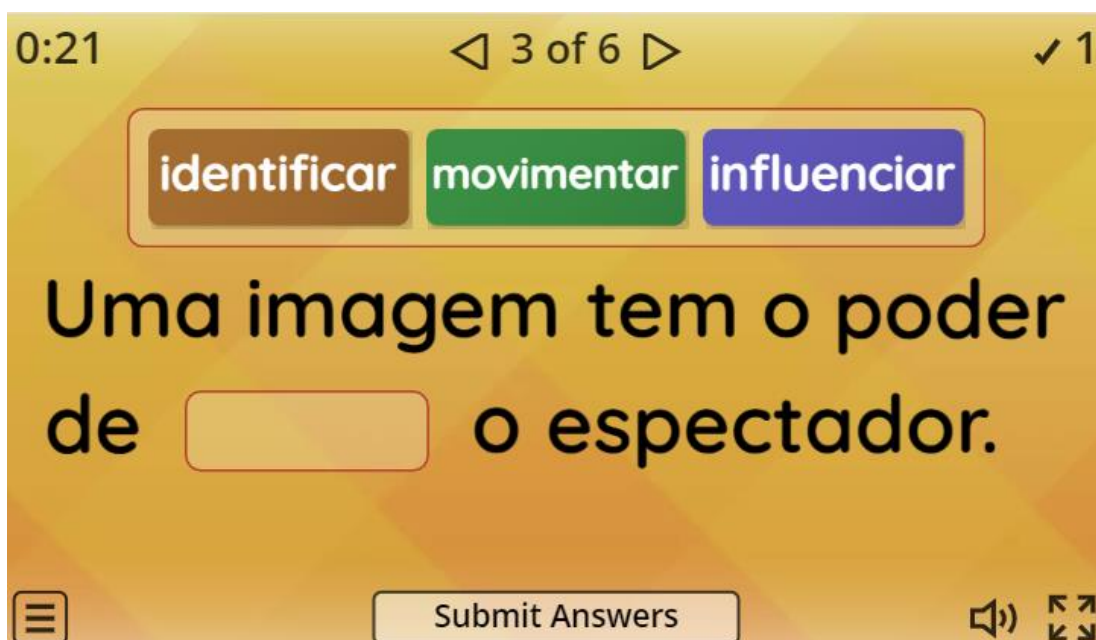 0:21 3 of 6 ✓ 1
identificar movimentar influenciar
Uma imagem tem o poder
de o espectador.
Submit Answers